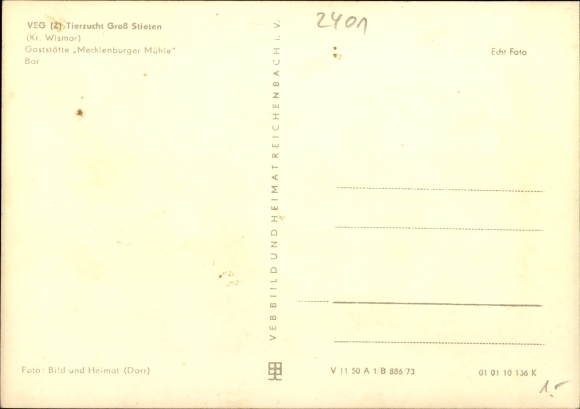 VEG (Z) Tierzucht Groß Stieten
(Kr. Wismar)
Gaststätte „Mecklenburger Mühle"
Bar
2401
Echt Foto
VEB BILD UND HEIMAT REICHENBACH I. V.
Foto: Bild und Heimat (Darr)
V 11 50 A 1 B 886/73
01 01 10 136 K
1.-